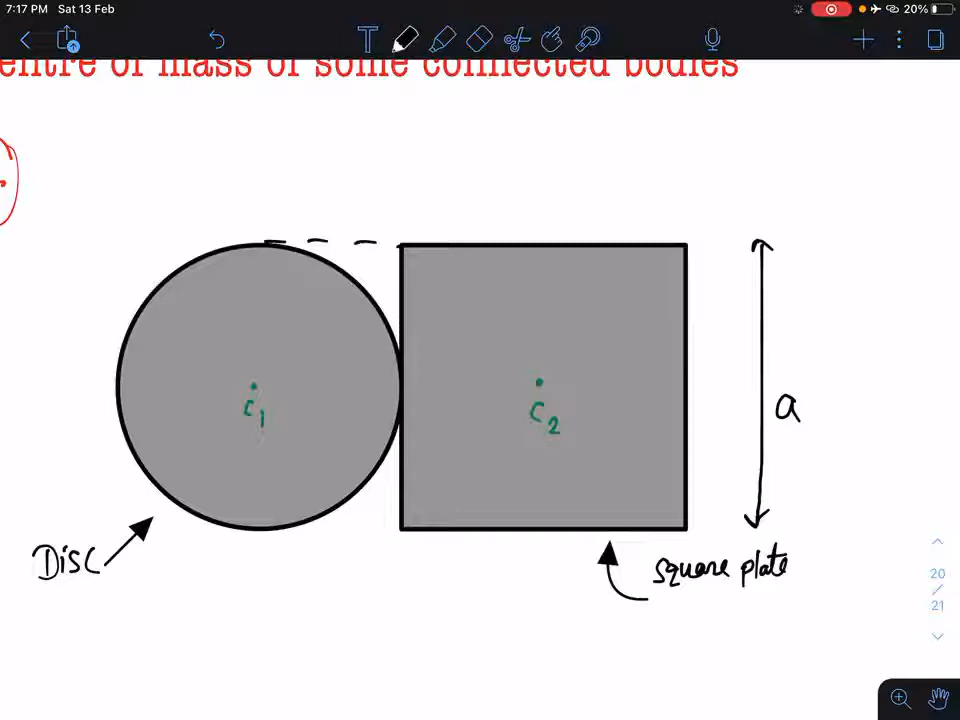 7:17 PM Sat 13 Feb
20%
entre of mass of some connected bodies
C1
C2
a
Disc
square plate
20
/
21